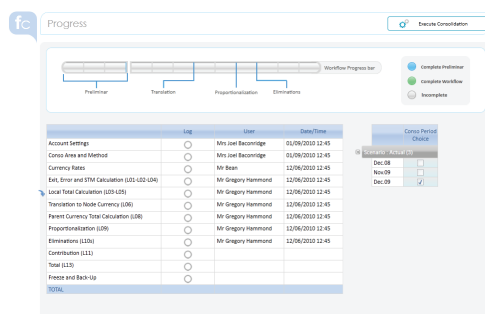 fc
Progress
Execute Consolidation
Workflow Progress bar
Preliminar
Translation
Proportionalization
Eliminations
Complete Preliminar
Complete Workflow
Incomplete
Log User Date/Time
Account Settings Mrs Joel Baconridge 01/09/2010 12:45
Conso Area and Method Mrs Joel Baconridge 01/09/2010 12:45
Currency Rates Mr Bean 12/06/2010 12:45
Exit, Error and STM Calculation (L01-L02-L04) Mr Gregory Hammond 12/06/2010 12:45
Local Total Calculation (L03-L05) Mr Gregory Hammond 12/06/2010 12:45
Translation to Node Currency (L06) Mr Gregory Hammond 12/06/2010 12:45
Parent Currency Total Calculation (L08) Mr Gregory Hammond 12/06/2010 12:45
Proportionalization (L09) Mr Gregory Hammond 12/06/2010 12:45
Eliminations (L10s) Mr Gregory Hammond 12/06/2010 12:45
Contribution (L11)
Total (L13)
Freeze and Back-Up
TOTAL
Conso Period
Choice
Scenario : Actual
Dec.08
Nov.09
Dec.09